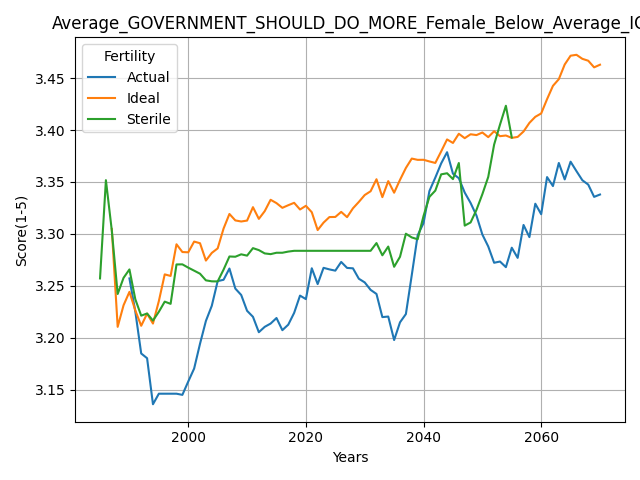 Average_GOVERNMENT_SHOULD_DO_MORE_Female_Below_Average_IQ
Fertility
Actual
Ideal
Sterile
Score(1-5)
3.45
3.40
3.35
3.30
3.25
3.20
3.15
2000
2020
2040
2060
Years